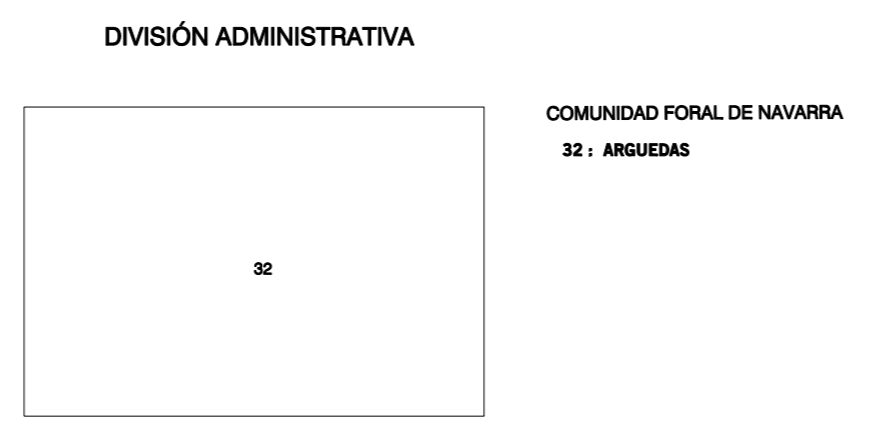 DIVISIÓN ADMINISTRATIVA
COMUNIDAD FORAL DE NAVARRA
32 : ARGUEDAS
32